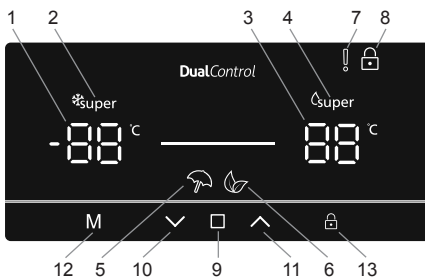 1 2 3 4 7 8
DualControl
super super
-88 °C 88 °C
M
12 5 10 9 11 6 13